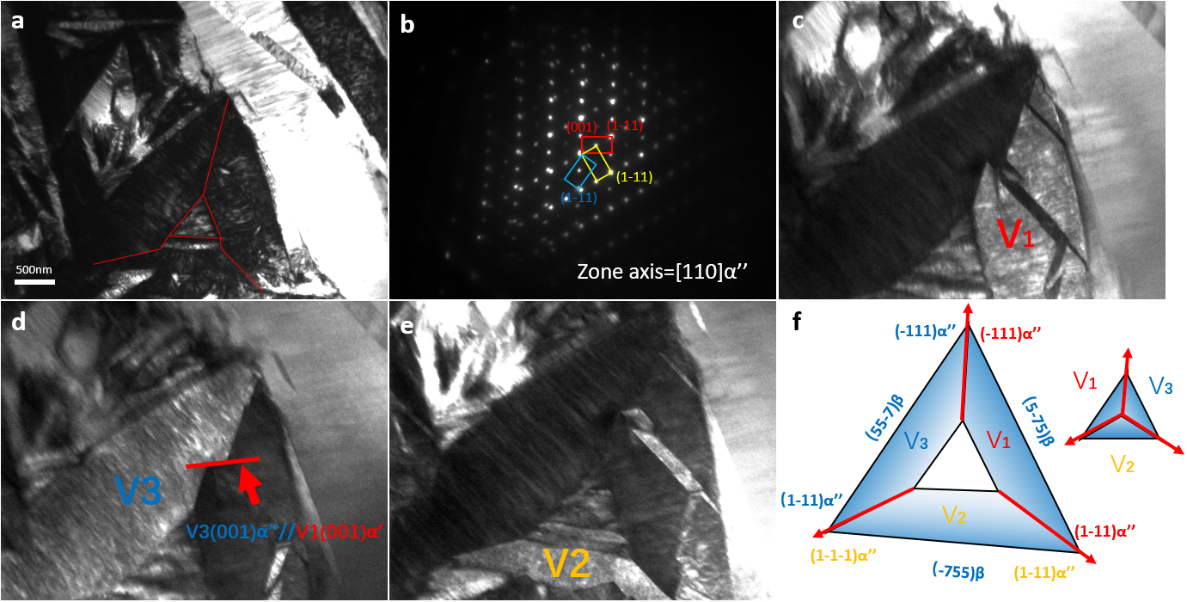 a
500nm
b
(001) (1-11)
(1-11)
(1-11)
Zone axis=[110]α’’
c
V1
d
V3
V3(001)α’’//V1(001)α’
e
V2
f
(-111)α’’ (-111)α’’
(55-7)β
(5-75)β
V3 V1
V2
(1-11)α’’
(1-1-1)α’’
(-755)β
(1-11)α’’
(1-11)α’’
V1 V3
V2